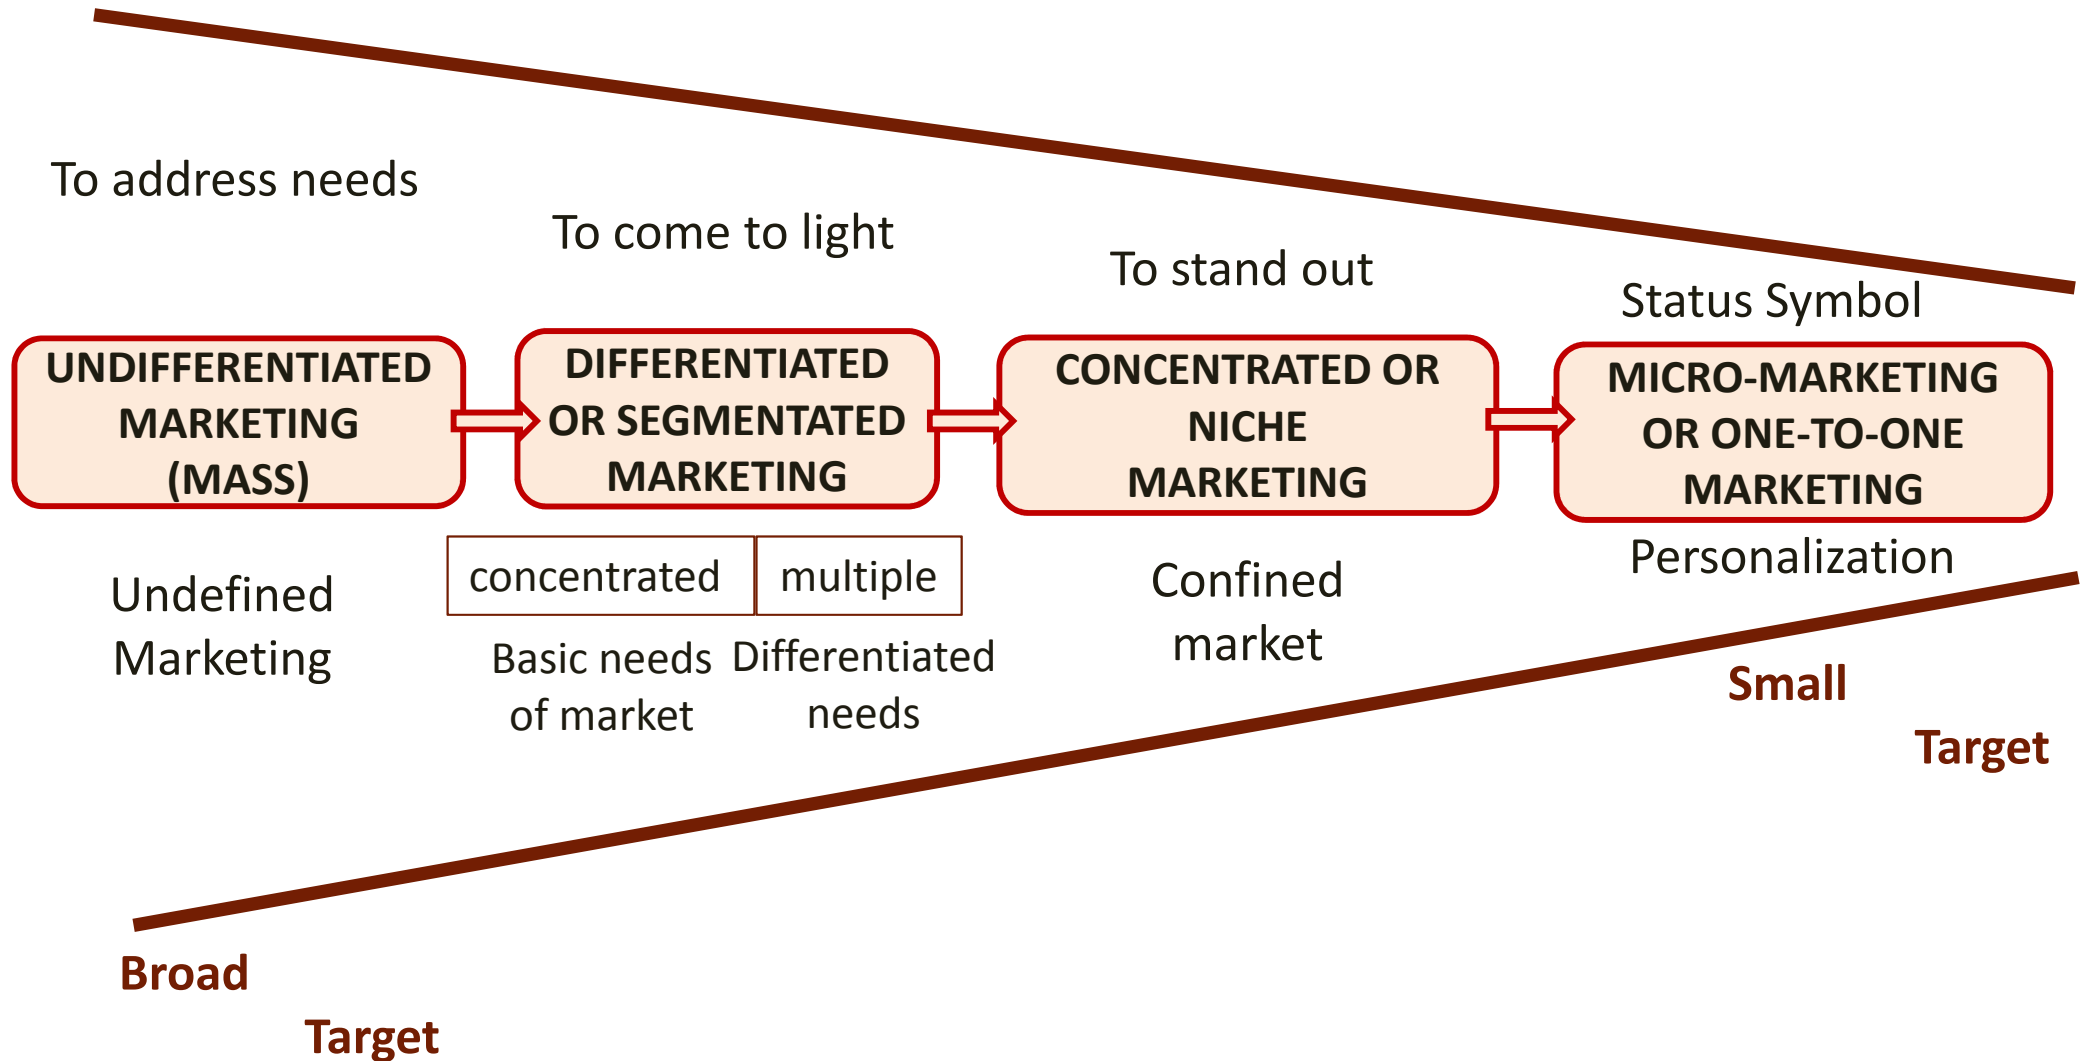 To address needs
To come to light
To stand out
Status Symbol
UNDIFFERENTIATED
MARKETING
(MASS)
DIFFERENTIATED
OR SEGMENTATED
MARKETING
CONCENTRATED OR
NICHE
MARKETING
MICRO-MARKETING
OR ONE-TO-ONE
MARKETING
Undefined
Marketing
concentrated
multiple
Basic needs
of market
Differentiated
needs
Confined
market
Personalization
Small
Target
Broad
Target